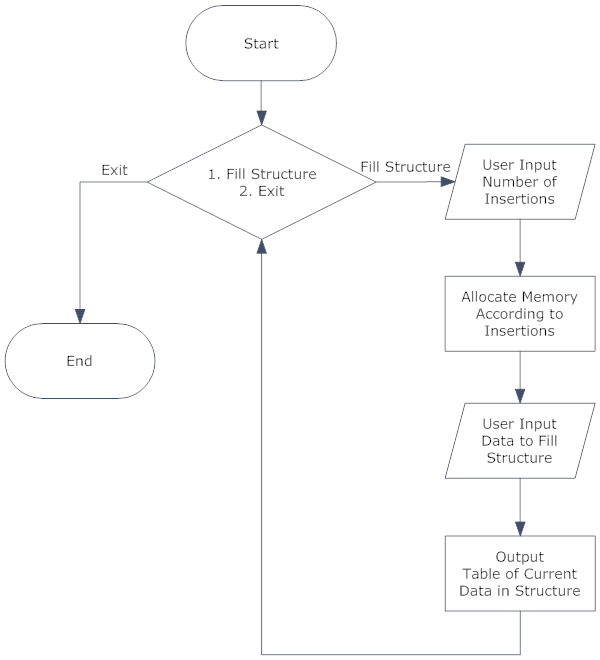 Start
Exit
1. Fill Structure
2. Exit
Fill Structure
User Input
Number of
Insertions
Allocate Memory
According to
Insertions
End
User Input
Data to Fill
Structure
Output
Table of Current
Data in Structure